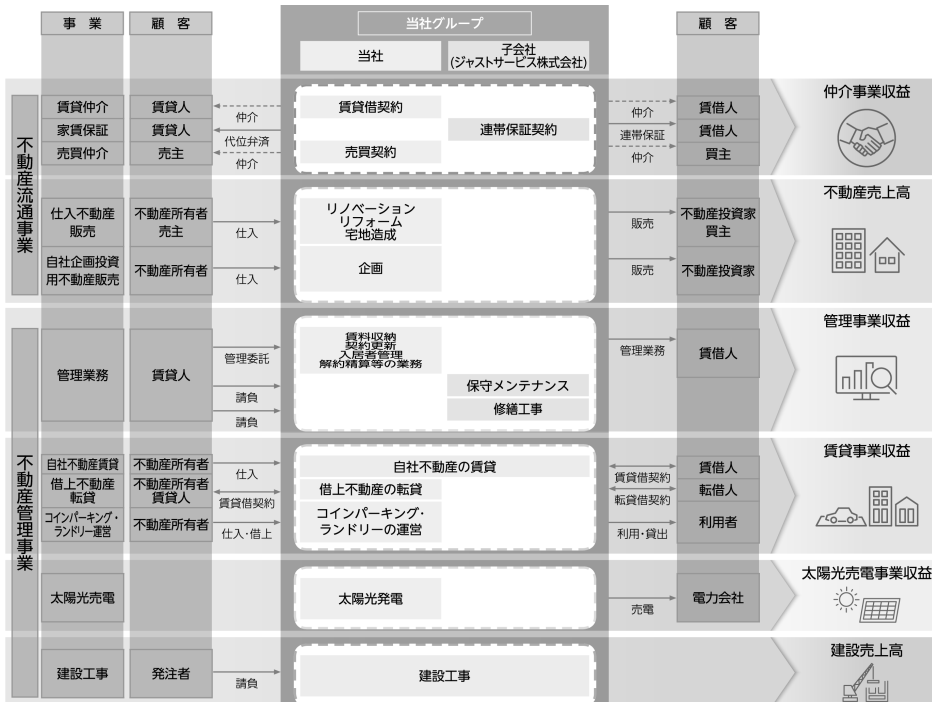 事　業
顧　客
当社グループ
顧　客
当社
子会社
(ジャストサービス株式会社)
不動産流通事業
賃貸仲介
賃貸人
仲介
賃貸借契約
仲介
賃借人
仲介事業収益
家賃保証
賃貸人
代位弁済
連帯保証契約
連帯保証
賃借人
売買仲介
売主
仲介
売買契約
仲介
買主
仕入不動産
販売
不動産所有者
売主
仕入
リノベーション
リフォーム
宅地造成
販売
不動産投資家
買主
不動産売上高
自社企画投資
用不動産販売
不動産所有者
仕入
企画
販売
不動産投資家
不動産管理事業
管理業務
賃貸人
管理委託
請負
請負
賃料収納
契約更新
入居者管理
解約精算等の業務
保守メンテナンス
修繕工事
管理業務
賃借人
管理事業収益
自社不動産賃貸
不動産所有者
仕入
自社不動産の賃貸
賃貸借契約
賃借人
賃貸事業収益
借上不動産
転貸
不動産所有者
賃貸人
賃貸借契約
借上不動産の転貸
転貸借契約
転借人
コインパーキング・
ランドリー運営
不動産所有者
仕入・借上
コインパーキング・
ランドリーの運営
利用・貸出
利用者
太陽光売電
太陽光発電
売電
電力会社
太陽光売電事業収益
建設工事
発注者
請負
建設工事
建設売上高